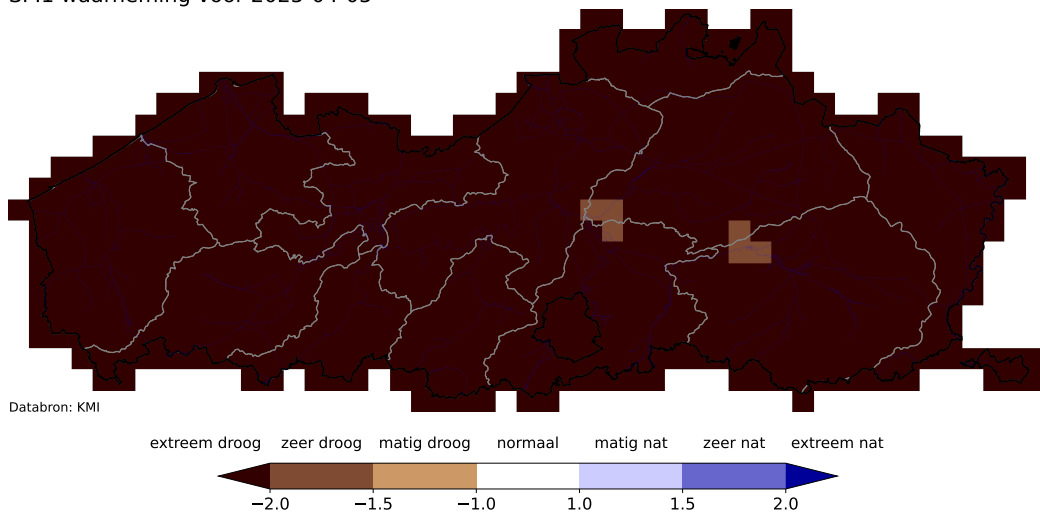 waarneming voor
Databron: KMI
extreem droog zeer droog matig droog normaal matig nat zeer nat extreem nat
−2.0 −1.5 −1.0 1.0 1.5 2.0